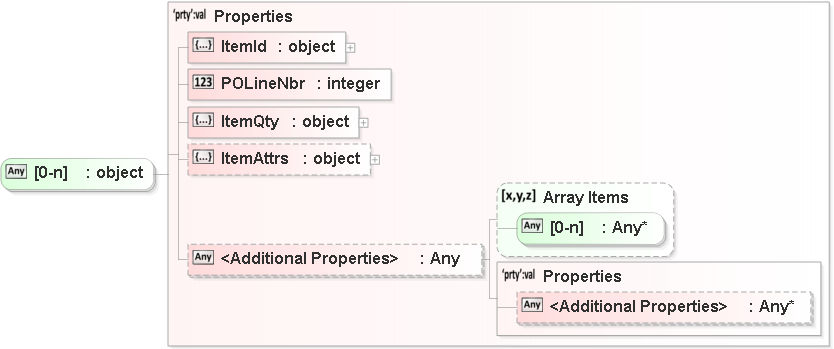 'prty':val Properties
{...} ItemId : object
123 POLineNbr : integer
{...} ItemQty : object
{...} ItemAttrs : object
Any [0-n] : object
[x,y,z] Array Items
Any [0-n] : Any*
Any <Additional Properties> : Any
'prty':val Properties
Any <Additional Properties> : Any*